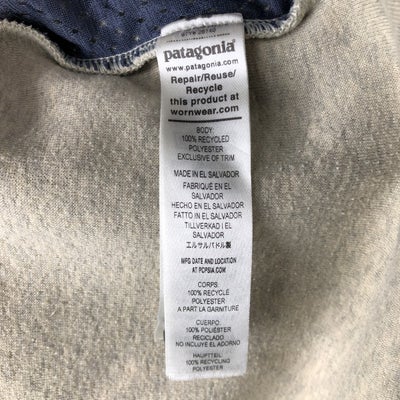 patagonia®
www.patagonia.com
Repair/Reuse/
Recycle
this product at
wornwear.com
BODY:
100% RECYCLED
POLYESTER
EXCLUSIVE OF TRIM
MADE IN EL SALVADOR
FABRIQUÉ EN EL
SALVADOR
HECHO EN EL SALVADOR
FATTO IN EL SALVADOR
TILLVERKAD I EL
SALVADOR
エルサルバドル製
MFG DATE AND LOCATION
AT PCPSIA.COM
CORPS:
100% RECYCLE
POLYESTER
A PART LA GARNITURE
CUERPO:
100% POLIÉSTER
RECICLADO
NO INCLUYE EL ADORNO
HAUPTTEIL:
100% RECYCLING
POLYESTER